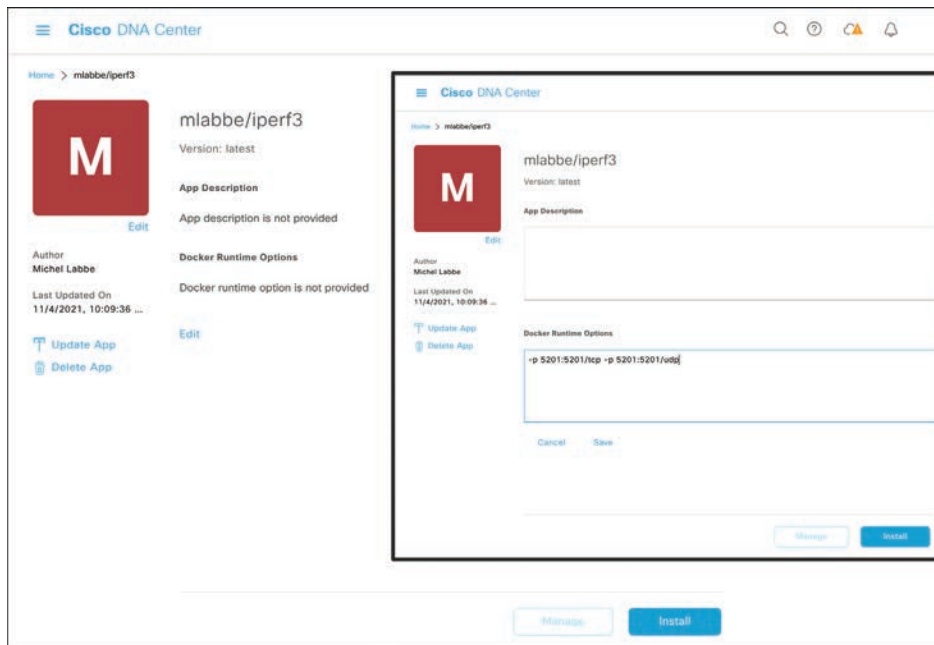 Cisco DNA Center
Home > mlabbe/iperf3
M
Edit
Author
Michel Labbe
Last Updated On
11/4/2021, 10:09:36 ...
Update App
Delete App
mlabbe/iperf3
Version: latest
App Description
App description is not provided
Docker Runtime Options
Docker runtime option is not provided
Edit
Manage
Install
Cisco DNA Center
Home > mlabbe/iperf3
M
Edit
Author
Michel Labbe
Last Updated On
11/4/2021, 10:09:36 ...
Update App
Delete App
mlabbe/iperf3
Version: latest
App Description
Docker Runtime Options
-p 5201:5201/tcp -p 5201:5201/udp
Cancel Save
Manage
Install